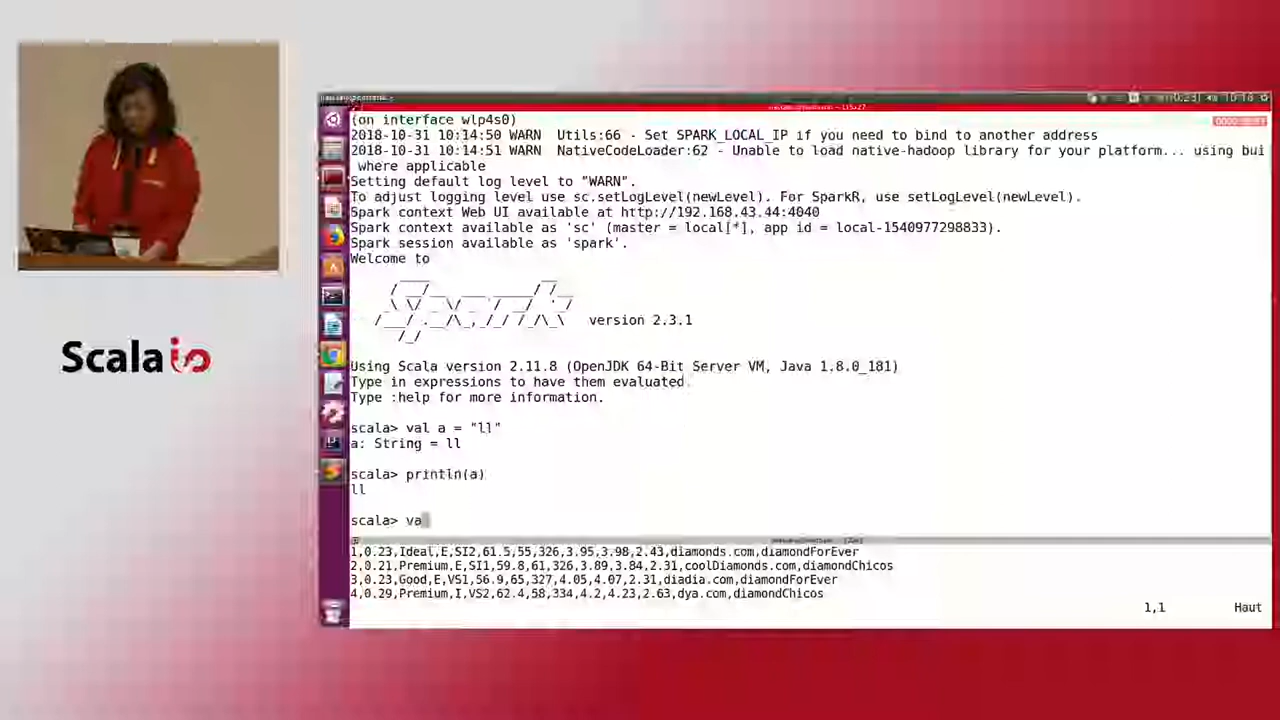 (on interface wlp4s0)
2018-10-31 10:14:50 WARN  Utils:66 - Set SPARK_LOCAL_IP if you need to bind to another address
2018-10-31 10:14:51 WARN  NativeCodeLoader:62 - Unable to load native-hadoop library for your platform... using bui
where applicable
Setting default log level to "WARN".
To adjust logging level use sc.setLogLevel(newLevel). For SparkR, use setLogLevel(newLevel).
Spark context Web UI available at http://192.168.43.44:4040
Spark context available as 'sc' (master = local[*], app id = local-1540977298833).
Spark session available as 'spark'.
Welcome to
Spark version 2.3.1
Using Scala version 2.11.8 (OpenJDK 64-Bit Server VM, Java 1.8.0_181)
Type in expressions to have them evaluated.
Type :help for more information.
scala> val a = "ll"
a: String = ll
scala> println(a)
ll
scala> va
1,0.23,Ideal,E,SI2,61.5,55,326,3.95,3.98,2.43,diamonds.com,diamondForEver
2,0.21,Premium,E,SI1,59.8,61,326,3.89,3.84,2.31,coolDiamonds.com,diamondChicos
3,0.23,Good,E,VS1,56.9,65,327,4.05,4.07,2.31,diadia.com,diamondForEver
4,0.29,Premium,I,VS2,62.4,58,334,4.2,4.23,2.63,dya.com,diamondChicos
1,1 Haut
Scala io